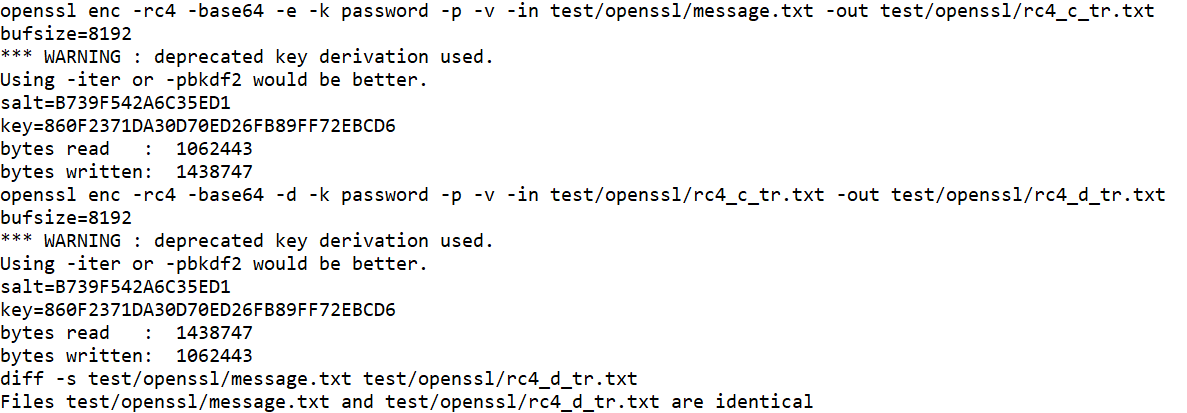 openssl enc -rc4 -base64 -e -k password -p -v -in test/openssl/message.txt -out test/openssl/rc4_c_tr.txt
bufsize=8192
*** WARNING : deprecated key derivation used.
Using -iter or -pbkdf2 would be better.
salt=B739F542A6C35ED1
key=860F2371DA30D70ED26FB89FF72EBCD6
bytes read   :  1062443
bytes written:  1438747
openssl enc -rc4 -base64 -d -k password -p -v -in test/openssl/rc4_c_tr.txt -out test/openssl/rc4_d_tr.txt
bufsize=8192
*** WARNING : deprecated key derivation used.
Using -iter or -pbkdf2 would be better.
salt=B739F542A6C35ED1
key=860F2371DA30D70ED26FB89FF72EBCD6
bytes read   :  1438747
bytes written:  1062443
diff -s test/openssl/message.txt test/openssl/rc4_d_tr.txt
Files test/openssl/message.txt and test/openssl/rc4_d_tr.txt are identical